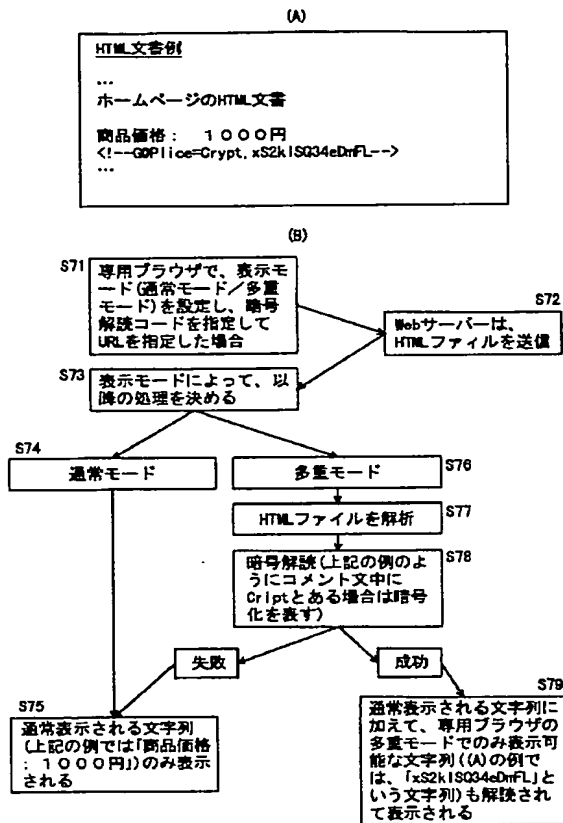 (A)
HTML文書例
...
ホームページのHTML文書
商品価格： １０００円
<!--GOPlice=Crypt,xS2klSQ34eDmFL-->
...
(B)
S71
専用ブラウザで、表示モ
ード(通常モード／多重
モード)を設定し、暗号
解読コードを指定して
URLを指定した場合
S72
Webサーバーは、
HTMLファィルを送信
S73
表示モードによって、以
降の処理を決める
S74
通常モード
多重モード
S76
HTMLファイルを解析
S77
暗号解読(上記の例のよ
うにコメント文中に
Criptとある場合は暗号
化を表す)
S78
失敗
成功
S75
通常表示される文字列
(上記の例では「商品価格
：１０００円」)のみ表示
される
S79
通常表示される文字列に
加えて、専用ブラウザの
多重モードでのみ表示可
能な文字列((A)の例で
は、「xS2klSQ34eDmFL」と
いう文字列)も解読され
て表示される